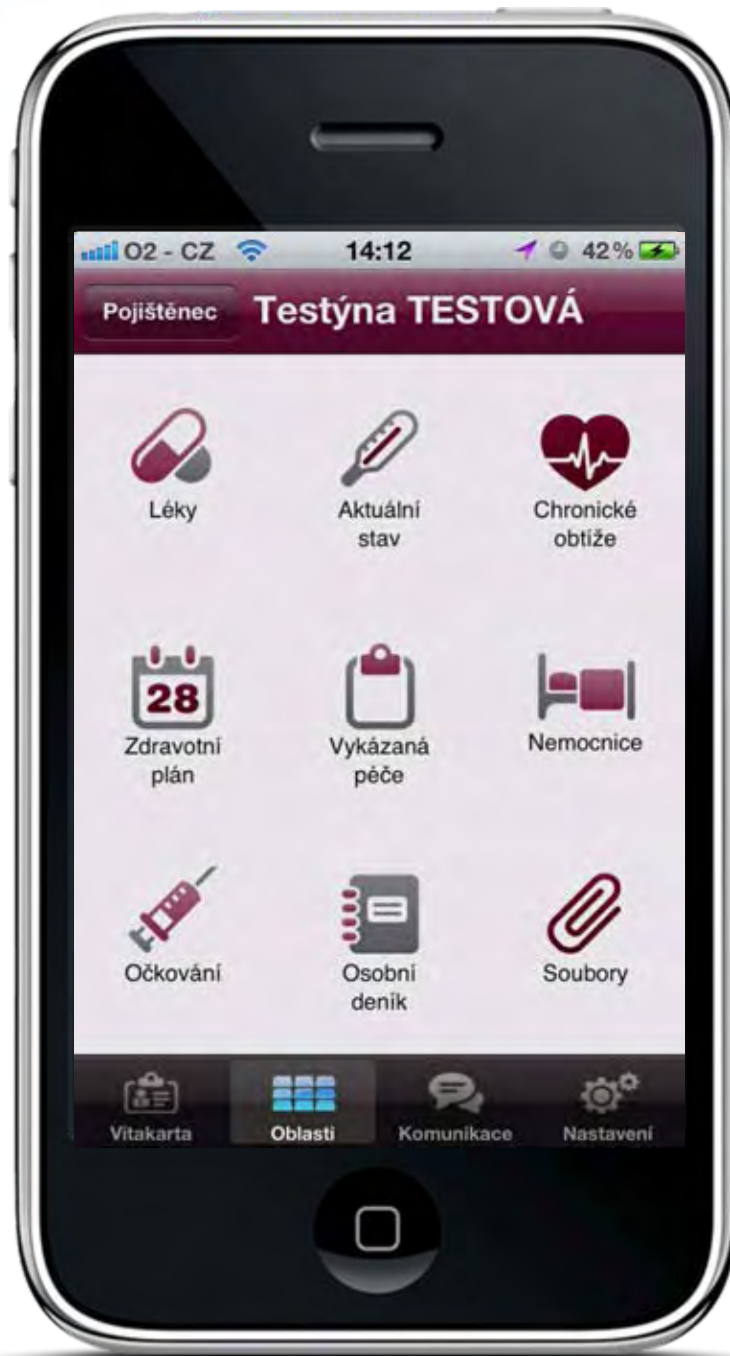 O2 - CZ 14:12 42%
Pojištěnec Testýna TESTOVÁ
Léky Aktuální Chronické
stav obtíže
28
Zdravotní Vykázaná Nemocnice
plán péče
Očkování Osobní Soubory
deník
Vitakarta Oblasti Komunikace Nastavení